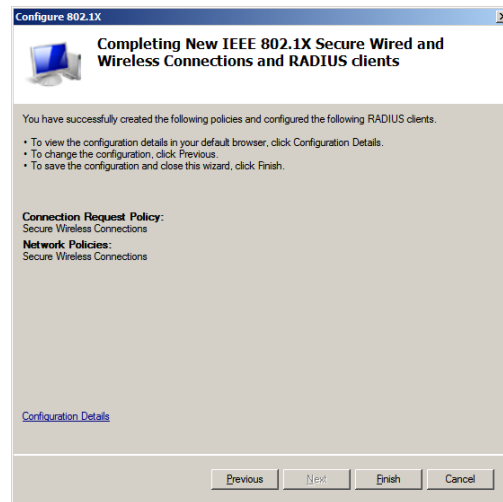 Configure 802.1X
Completing New IEEE 802.1X Secure Wired and
Wireless Connections and RADIUS clients
You have successfully created the following policies and configured the following RADIUS clients.
• To view the configuration details in your default browser, click Configuration Details.
• To change the configuration, click Previous.
• To save the configuration and close this wizard, click Finish.
Connection Request Policy:
Secure Wireless Connections
Network Policies:
Secure Wireless Connections
Configuration Details
Previous Next Finish Cancel